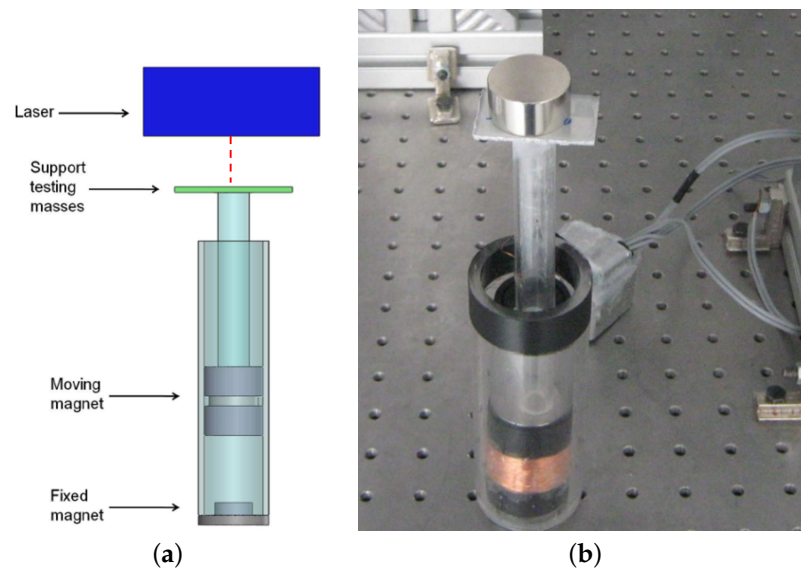 Laser
Support
testing
masses
Moving
magnet
Fixed
magnet
(a)
(b)